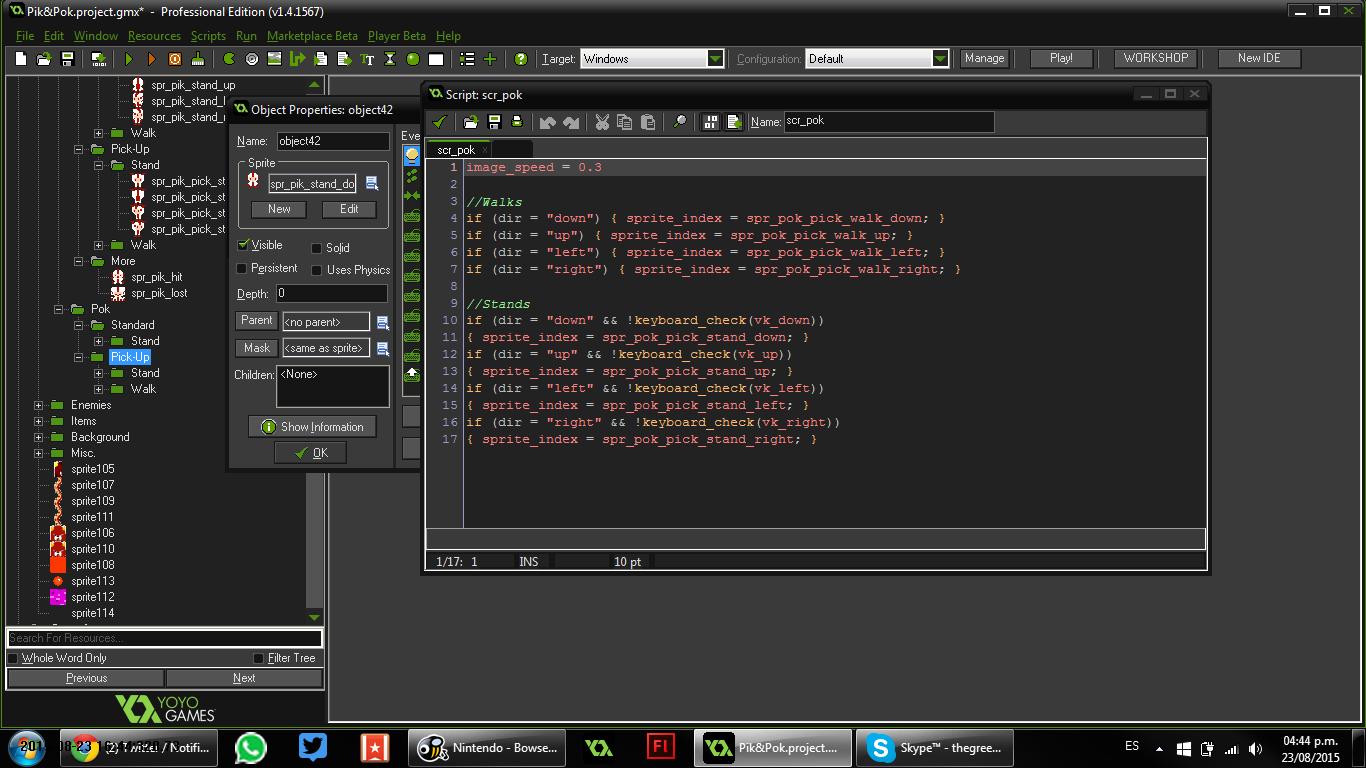 Pik&Pok.project.gmx* - Professional Edition (v1.4.1567)
File Edit Window Resources Scripts Run Marketplace Beta Player Beta Help
Target: Windows Configuration: Default Manage Play! WORKSHOP New IDE
spr_pik_stand_up
spr_pik_stand_
spr_pik_stand_
Walk
Pick-Up
Stand
spr_pik_pick_st
spr_pik_pick_st
spr_pik_pick_st
spr_pik_pick_st
Walk
More
spr_pik_hit
spr_pik_lost
Pok
Standard
Stand
Pick-Up
Stand
Walk
Enemies
Items
Background
Misc.
sprite105
sprite107
sprite109
sprite111
sprite106
sprite110
sprite108
sprite113
sprite112
sprite114
Search For Resources...
Whole Word Only Filter Tree
Previous Next
YOYO
GAMES
Object Properties: object42
Name: object42
Eve
Sprite
spr_pik_stand_do
New Edit
Visible Solid
Persistent Uses Physics
Depth: 0
Parent <no parent>
Mask <same as sprite>
Children: <None>
Show Information
OK
Script: scr_pok
Name: scr_pok
scr_pok ×
1 image_speed = 0.3
2
3 //Walks
4 if (dir = "down") { sprite_index = spr_pok_pick_walk_down; }
5 if (dir = "up") { sprite_index = spr_pok_pick_walk_up; }
6 if (dir = "left") { sprite_index = spr_pok_pick_walk_left; }
7 if (dir = "right") { sprite_index = spr_pok_pick_walk_right; }
8
9 //Stands
10 if (dir = "down" && !keyboard_check(vk_down))
11 { sprite_index = spr_pok_pick_stand_down; }
12 if (dir = "up" && !keyboard_check(vk_up))
13 { sprite_index = spr_pok_pick_stand_up; }
14 if (dir = "left" && !keyboard_check(vk_left))
15 { sprite_index = spr_pok_pick_stand_left; }
16 if (dir = "right" && !keyboard_check(vk_right))
17 { sprite_index = spr_pok_pick_stand_right; }
1/17: 1 INS 10 pt
(2) Twitter / Notifi...
Nintendo - Browse...
Fl
Pik&Pok.project....
Skype™ - thegree...
ES
04:44 p.m.
23/08/2015